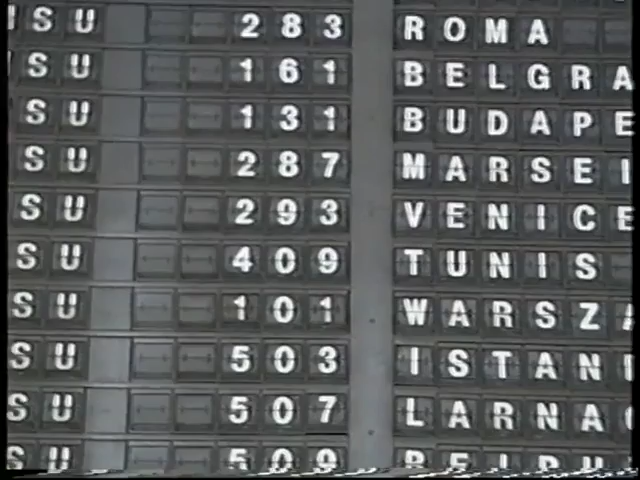 SU 283 ROMA
SU 161 BELGRA
SU 131 BUDAPE
SU 287 MARSEI
SU 293 VENICE
SU 409 TUNIS
SU 101 WARSZA
SU 503 ISTAN
SU 507 LARNA
SU 509